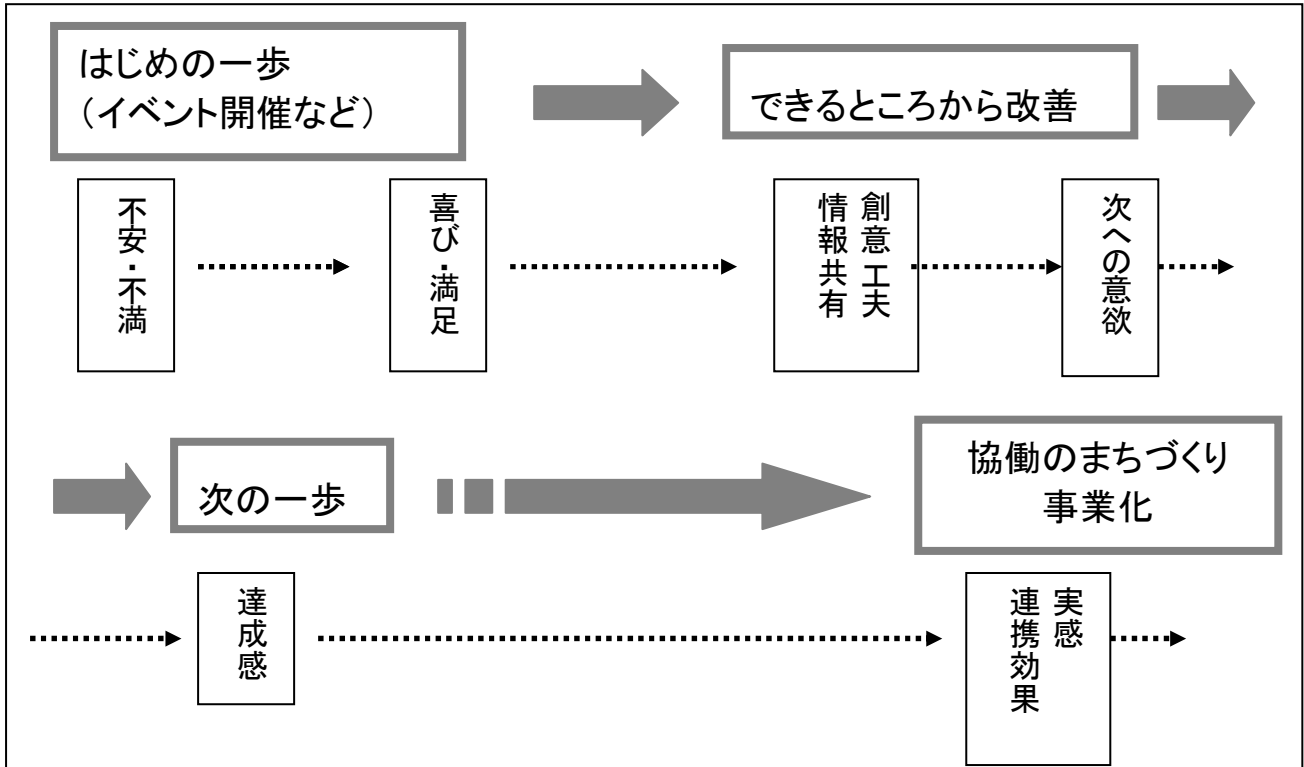 はじめの一歩
（イベント開催など）
できるところから改善
不安・不満
喜び・満足
創意工夫
情報共有
次への意欲
次の一歩
協働のまちづくり
事業化
達成感
実感
連携効果